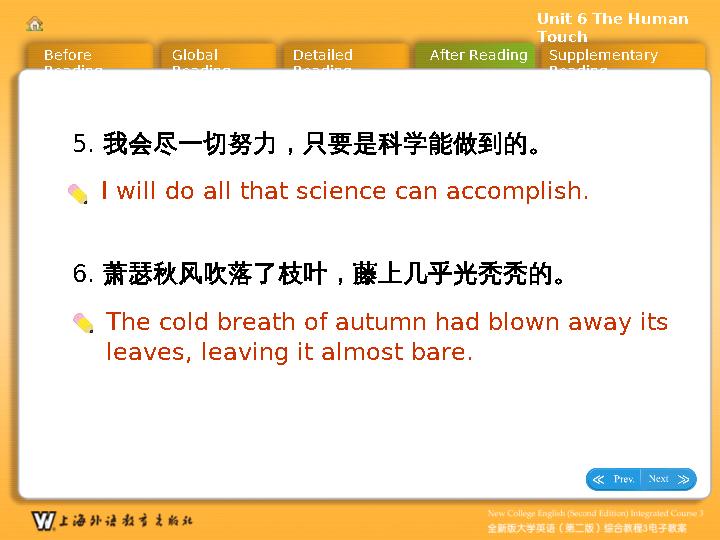 Unit 6 The Human
Touch
Before
Reading
Global
Reading
Detailed
Reading
After Reading
Supplementary
Reading
5. 我会尽一切努力，只要是科学能做到的。
I will do all that science can accomplish.
6. 萧瑟秋风吹落了枝叶，藤上几乎光秃秃的。
The cold breath of autumn had blown away its
leaves, leaving it almost bare.
Prev. Next
W 上海外语教育出版社
New College English (Second Edition) Integrated Course 3
全新版大学英语（第二版）综合教程3电子教案